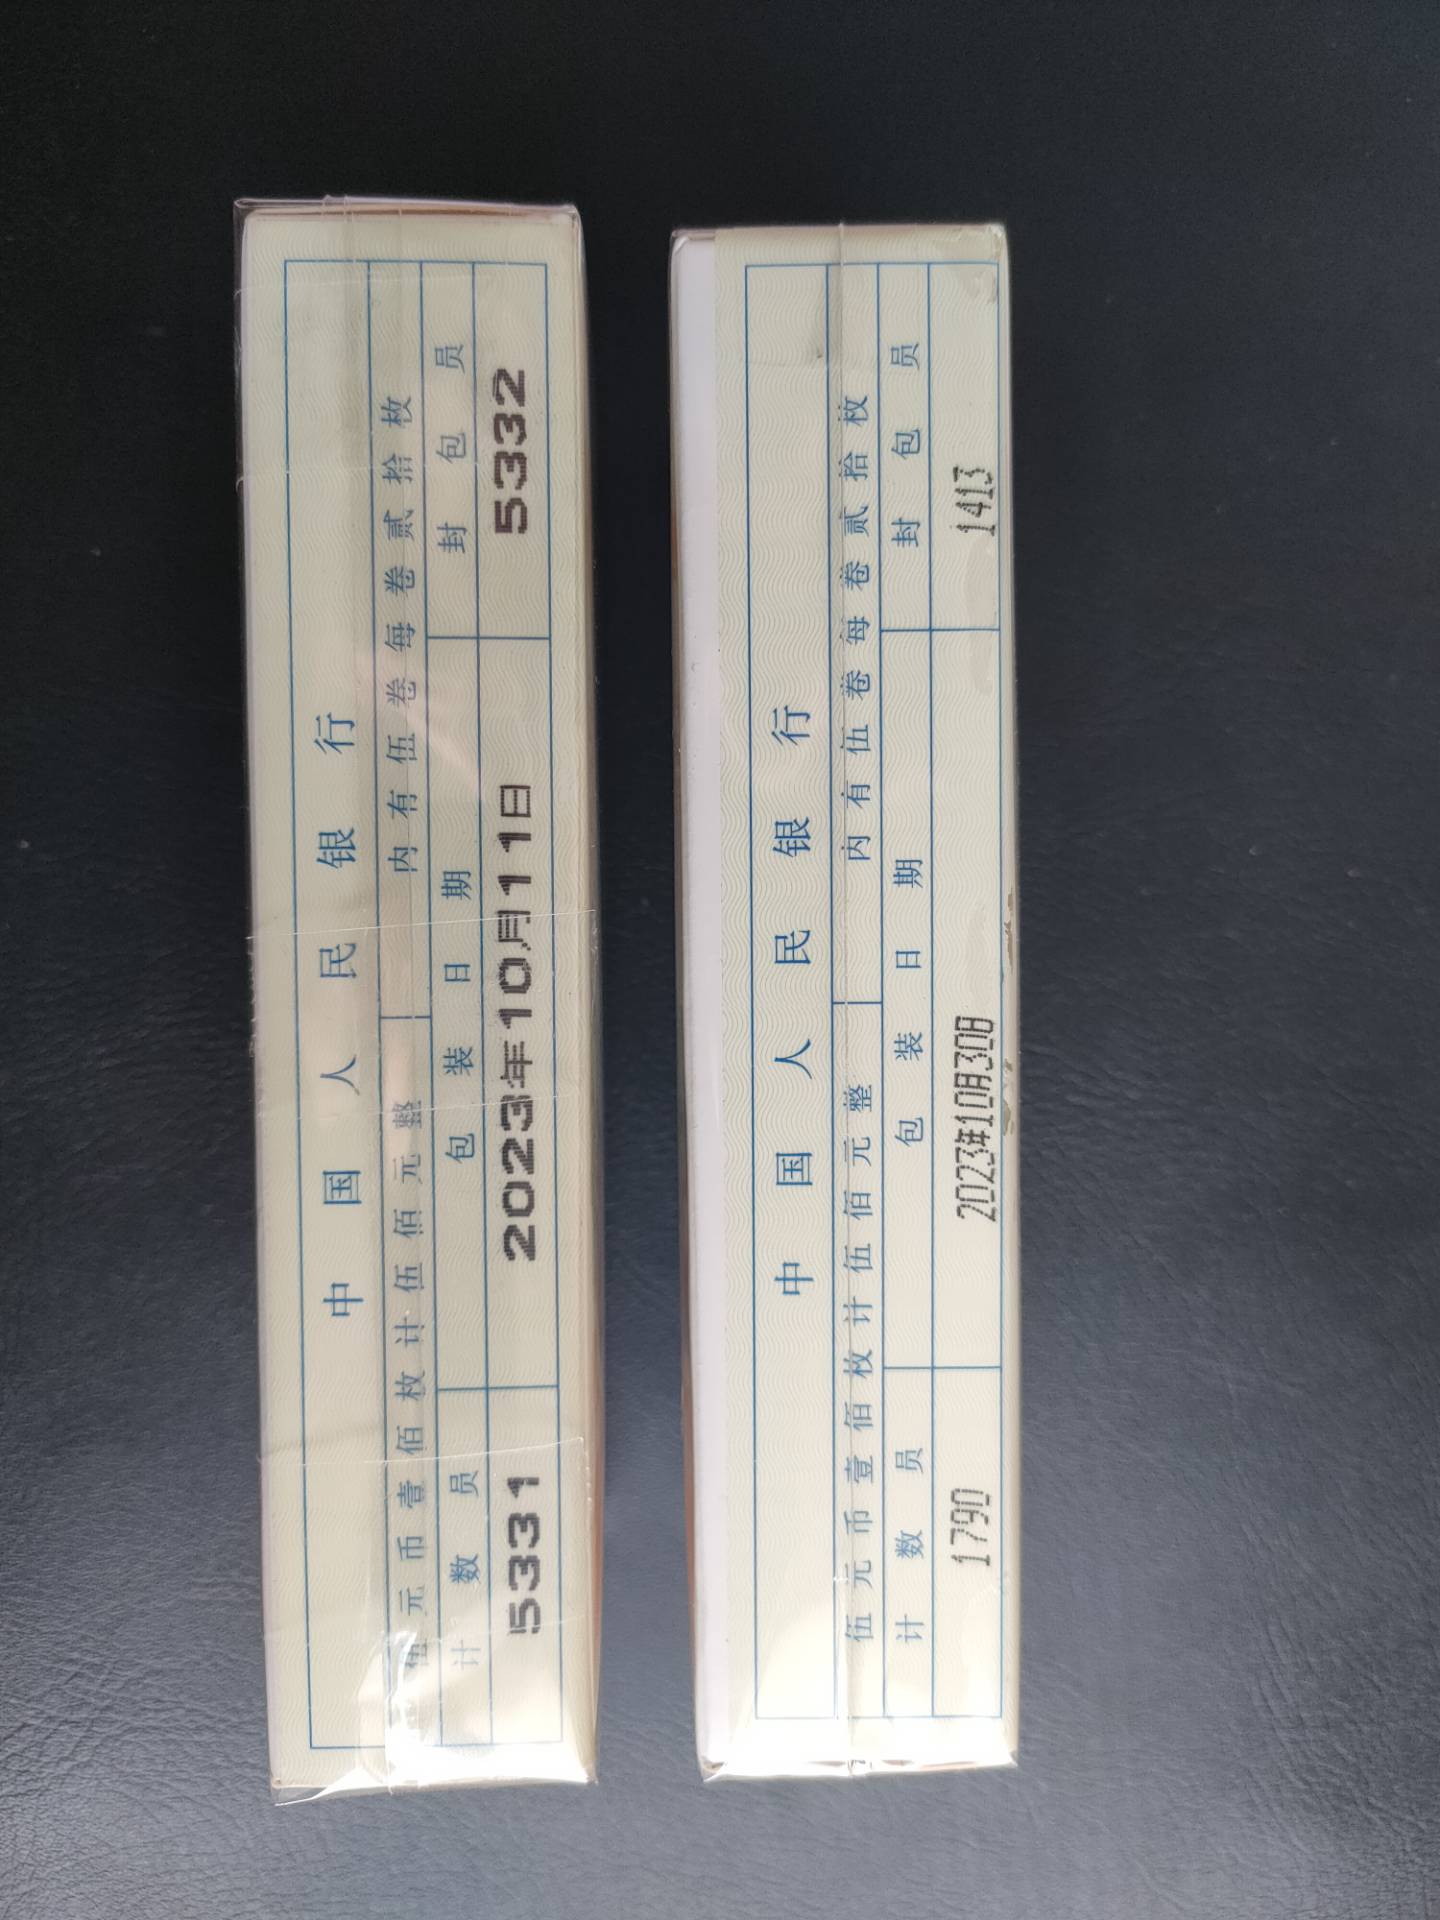 中国人民银行
伍元币壹佰枚计伍佰元整 内有伍卷每卷贰拾枚
计数员 包装日期 封包员
5331 2023年10月11日 5332
中国人民银行
伍元币壹佰枚计伍佰元整 内有伍卷每卷贰拾枚
计数员 包装日期 封包员
1790 2023年10月30日 1413